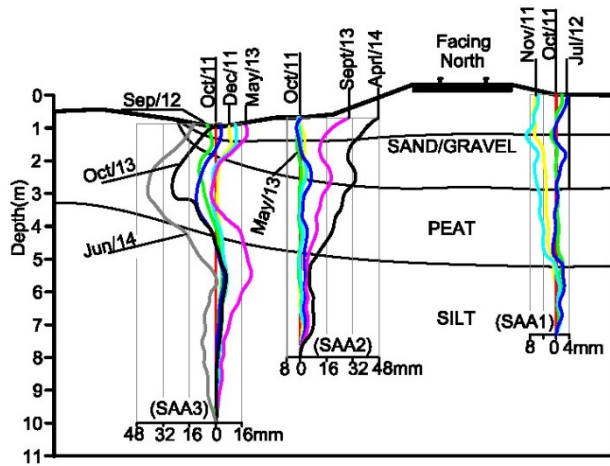 Facing
North
Sep/12
Oct/11
Dec/11
May/13
Oct/11
Sept/13
April/14
Nov/11
Oct/11
Jul/12
Oct/13
Jun/14
May/13
SAND/GRAVEL
PEAT
SILT
Depth(m)
0
1
2
3
4
5
6
7
8
9
10
11
(SAA3)
48 32 16 0 16mm
(SAA2)
8 0 16 32 48mm
(SAA1)
8 0 4mm